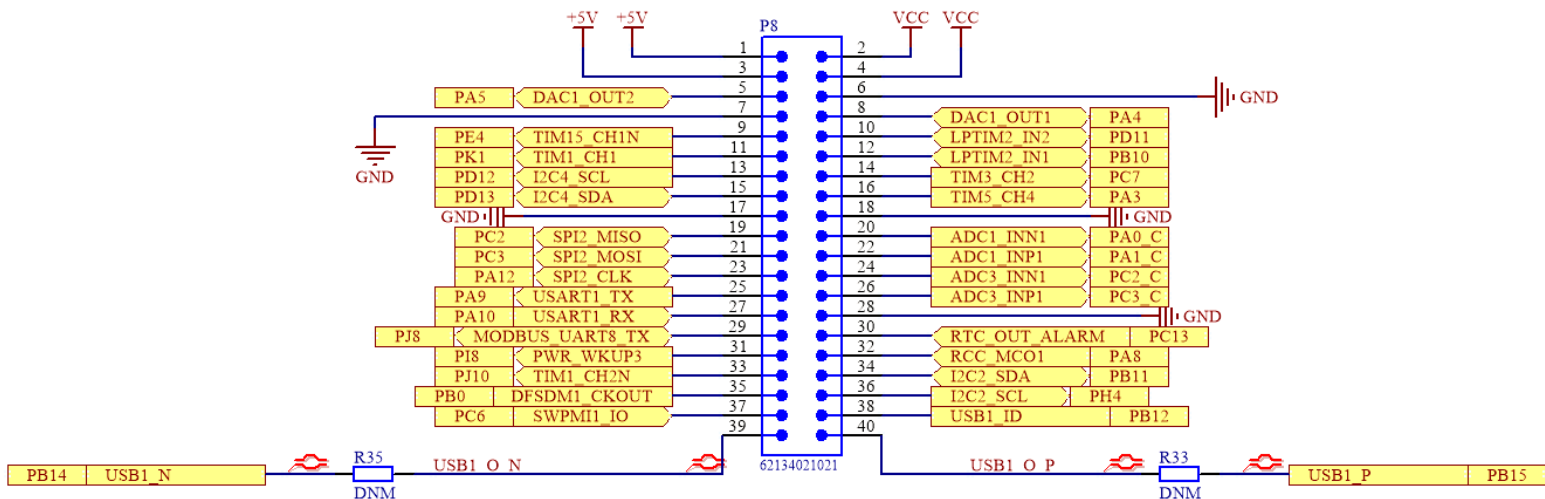 +5V +5V VCC VCC
P8
1 2
3 4
PA5 DAC1_OUT2 5 6 GND
7 8 DAC1_OUT1 PA4
PE4 TIM15_CH1N 9 10 LPTIM2_IN2 PD11
PK1 TIM1_CH1 11 12 LPTIM2_IN1 PB10
GND PD12 I2C4_SCL 13 14 TIM3_CH2 PC7
PD13 I2C4_SDA 15 16 TIM5_CH4 PA3
GND 17 18 GND
PC2 SPI2_MISO 19 20 ADC1_INN1 PA0_C
PC3 SPI2_MOSI 21 22 ADC1_INP1 PA1_C
PA12 SPI2_CLK 23 24 ADC3_INN1 PC2_C
PA9 USART1_TX 25 26 ADC3_INP1 PC3_C
PA10 USART1_RX 27 28 GND
PJ8 MODBUS_UART8_TX 29 30 RTC_OUT_ALARM PC13
PI8 PWR_WKUP3 31 32 RCC_MCO1 PA8
PJ10 TIM1_CH2N 33 34 I2C2_SDA PB11
PB0 DFSDM1_CKOUT 35 36 I2C2_SCL PH4
PC6 SWPMI1_IO 37 38 USB1_ID PB12
39 40
R35 USB1_O_N 62134021021 USB1_O_P R33
PB14 USB1_N USB1_P PB15
DNM DNM